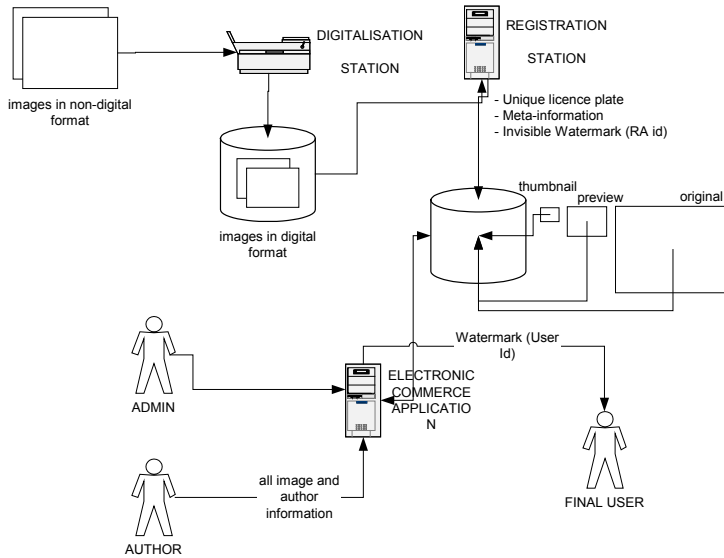 DIGITALISATION
STATION
REGISTRATION
STATION
images in non-digital
format
- Unique licence plate
- Meta-information
- Invisible Watermark (RA id)
images in digital
format
thumbnail
preview
original
Watermark (User
Id)
ADMIN
ELECTRONIC
COMMERCE
APPLICATIO
N
all image and
author
information
AUTHOR
FINAL USER